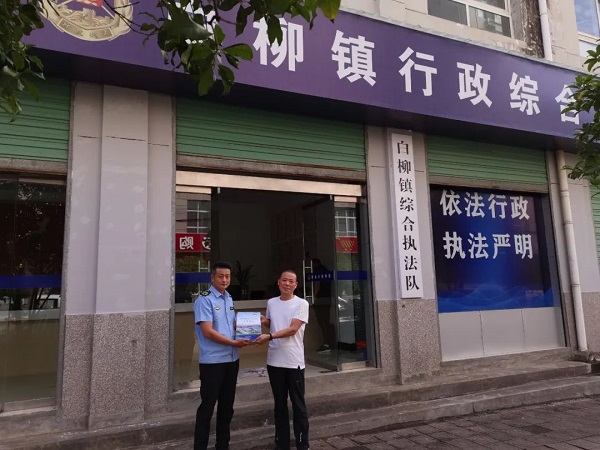 柳镇行政综合
白柳镇综合执法队
依法行政
执法严明